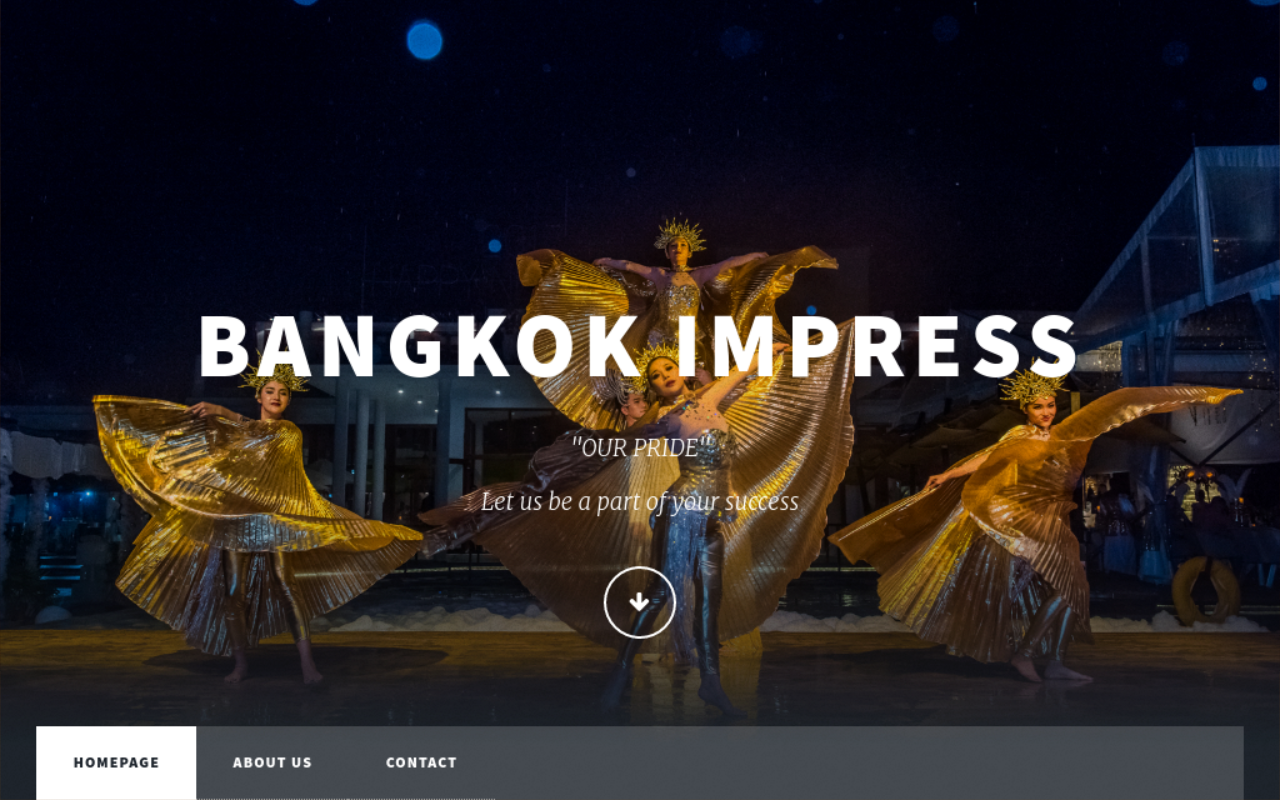 BANGKOK IMPRESS
"OUR PRIDE"
Let us be a part of your success
HOMEPAGE
ABOUT US
CONTACT